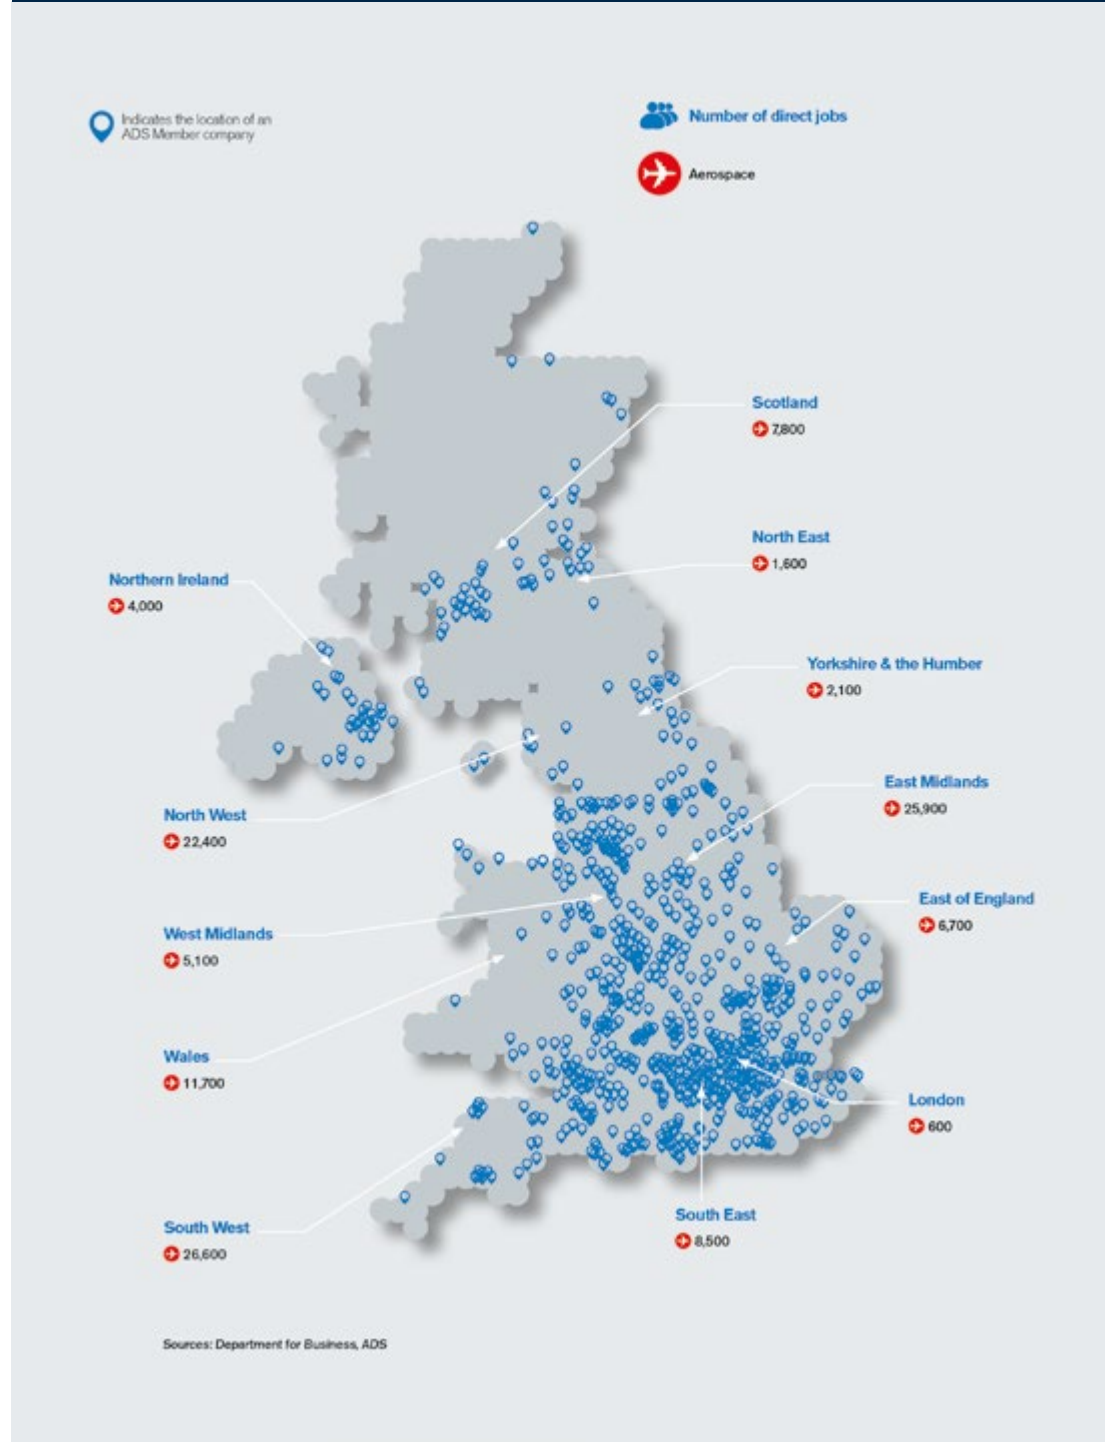 Indicates the location of an
ADS Member company
Number of direct jobs
Aerospace
Scotland
7,800
North East
1,600
Northern Ireland
4,000
Yorkshire & the Humber
2,100
East Midlands
25,900
North West
22,400
East of England
6,700
West Midlands
5,100
Wales
11,700
London
600
South East
8,500
South West
26,600
Sources: Department for Business, ADS